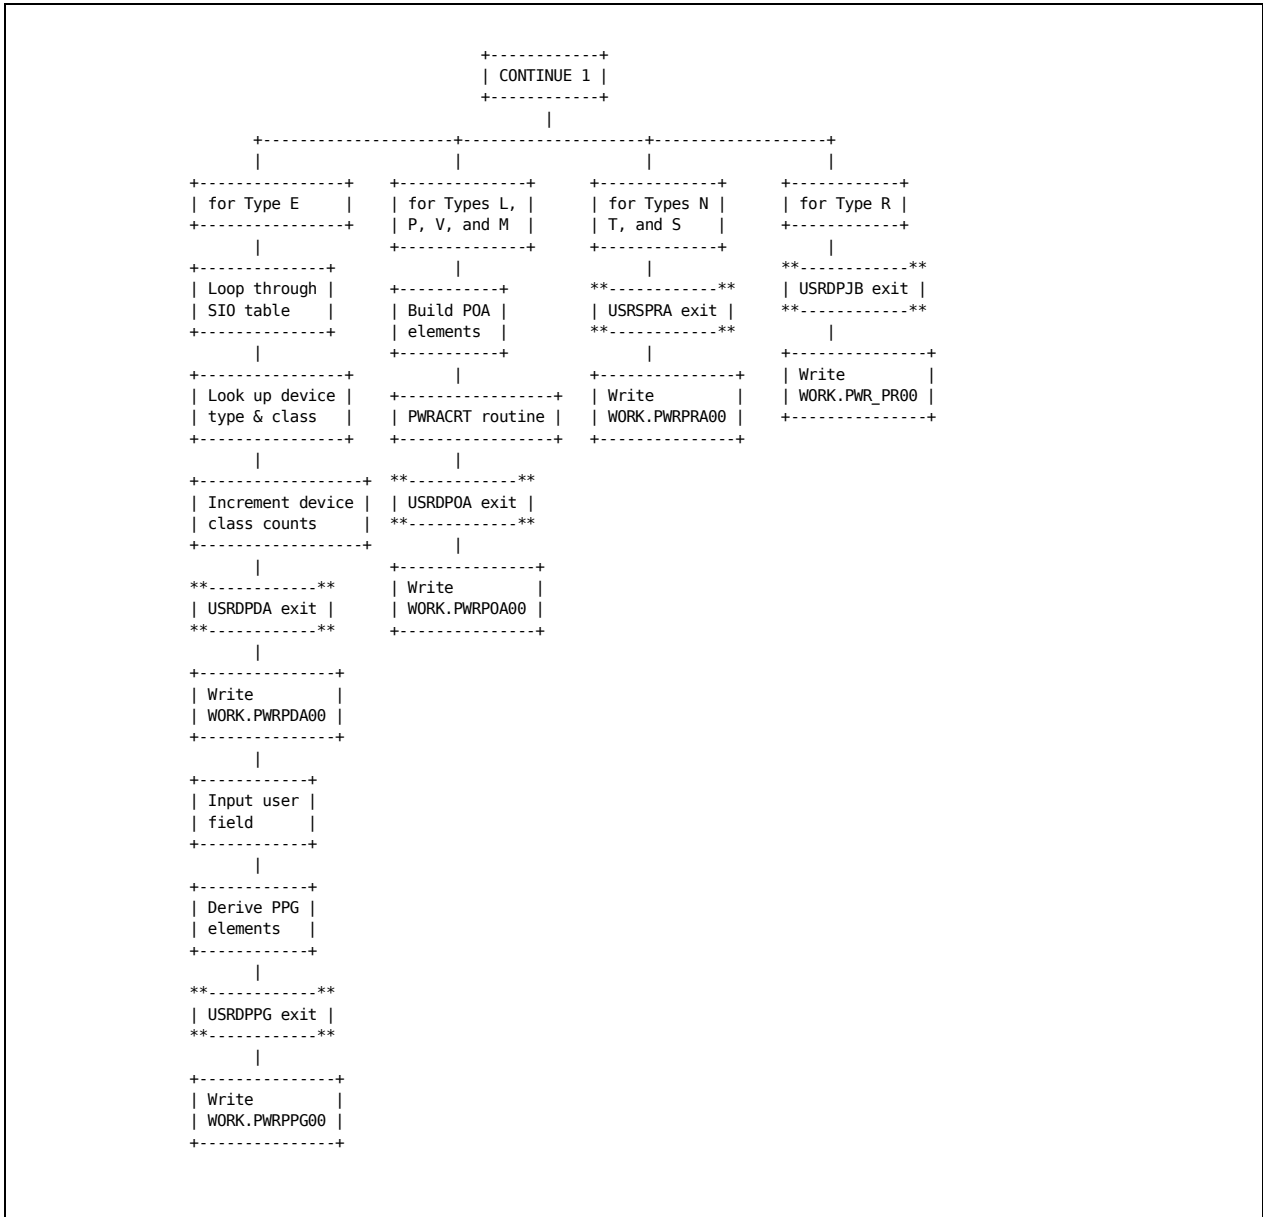 CONTINUE 1
for Type E
for Types L,
P, V, and M
for Types N
T, and S
for Type R
Loop through
SIO table
Build POA
elements
USRSPRA exit
USRDPJB exit
Look up device
type & class
PWRACRT routine
Write
WORK.PWRPRA00
Write
WORK.PWR_PR00
Increment device
class counts
USRDPOA exit
USRDPDA exit
Write
WORK.PWRPOA00
Write
WORK.PWRPDA00
Input user
field
Derive PPG
elements
USRDPPG exit
Write
WORK.PWRPPG00